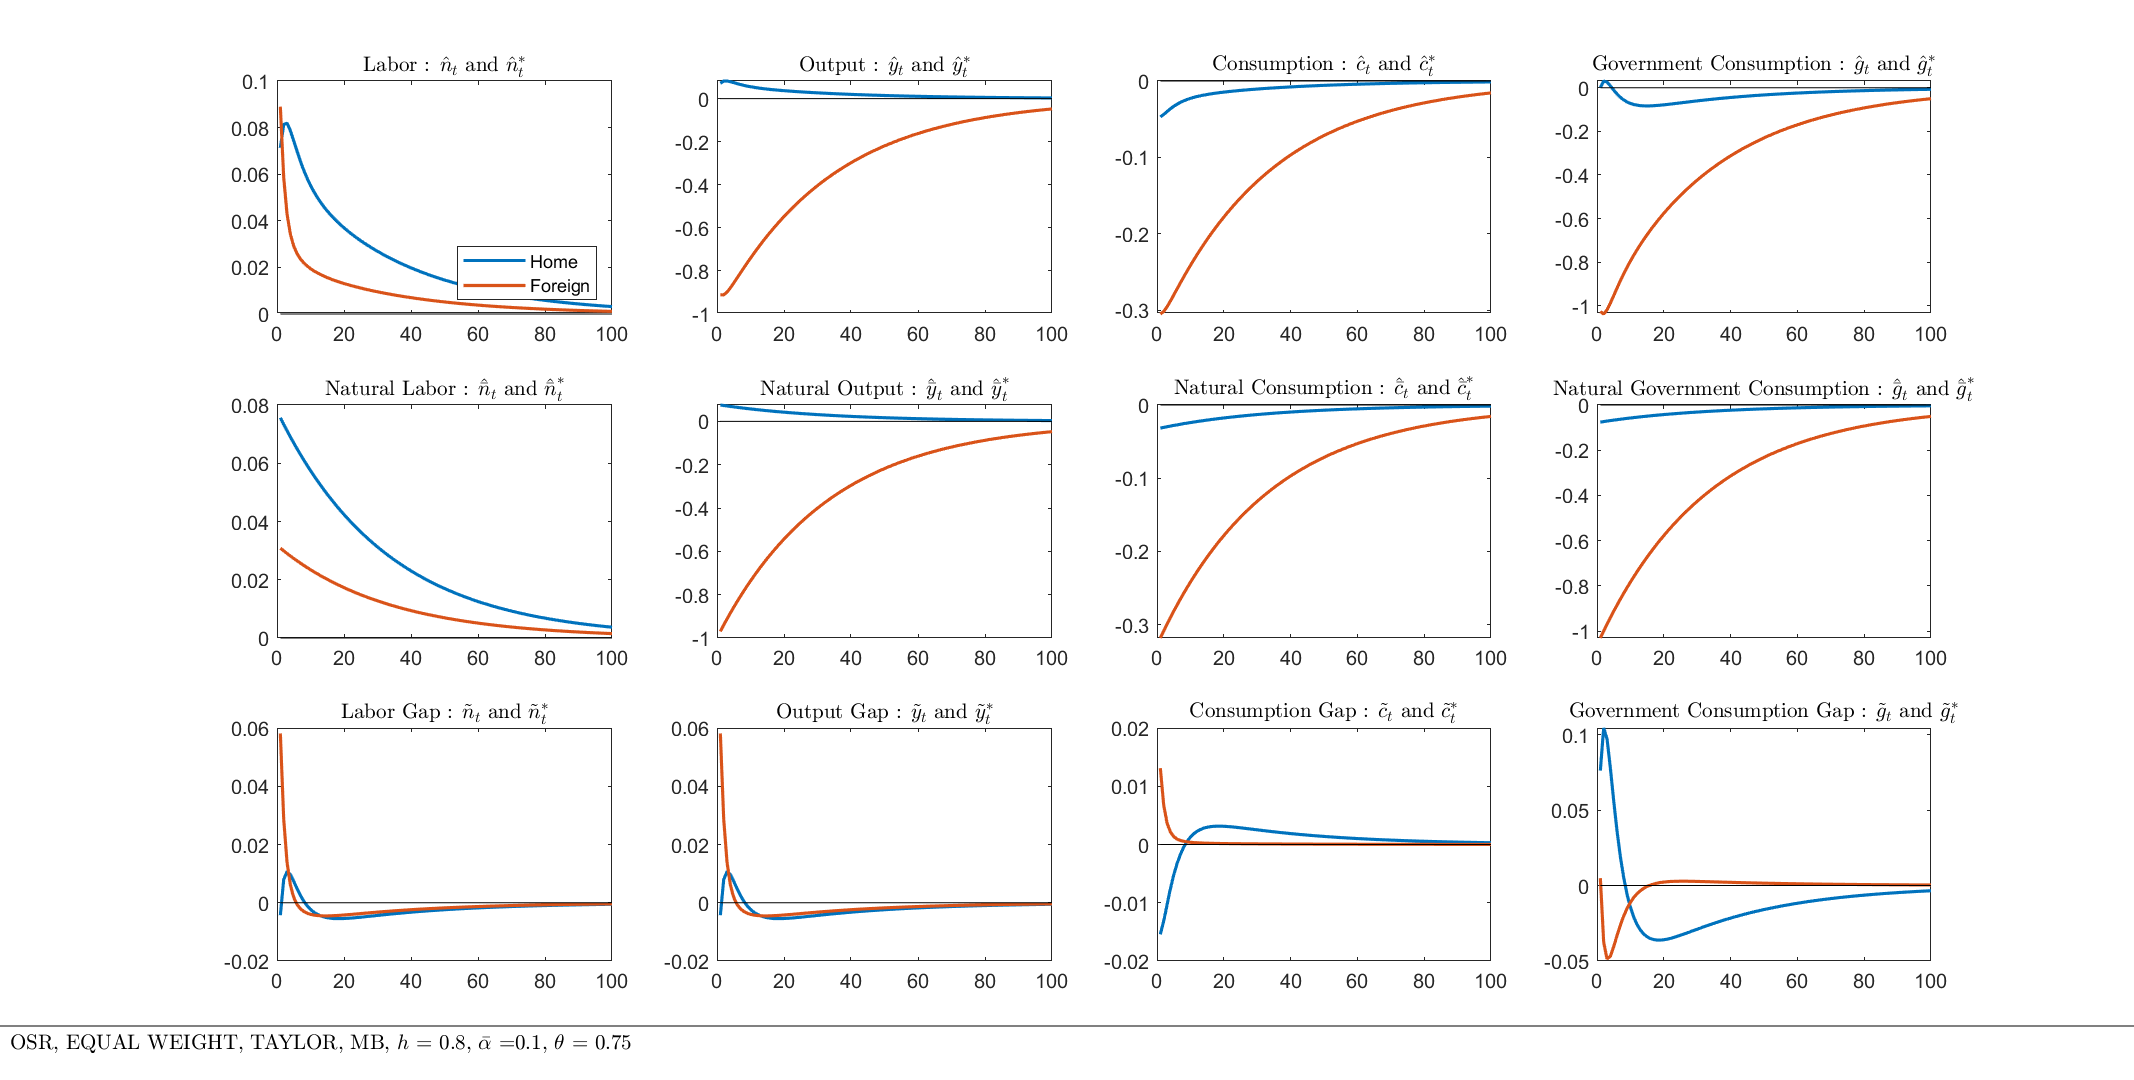 Labor : n̂ₜ and n̂ₜ*
Output : ŷₜ and ŷₜ*
Consumption : ĉₜ and ĉₜ*
Government Consumption : ĝₜ and ĝₜ*
0.1
0.08
0.06
0.04
0.02
0
0 20 40 60 80 100
Home
Foreign
0
-0.2
-0.4
-0.6
-0.8
-1
0 20 40 60 80 100
0
-0.1
-0.2
-0.3
0 20 40 60 80 100
0
-0.2
-0.4
-0.6
-0.8
-1
0 20 40 60 80 100
Natural Labor : n̄̂ₜ and n̄̂ₜ*
Natural Output : ȳ̂ₜ and ȳ̂ₜ*
Natural Consumption : c̄̂ₜ and c̄̂ₜ*
Natural Government Consumption : ḡ̂ₜ and ḡ̂ₜ*
0.08
0.06
0.04
0.02
0
0 20 40 60 80 100
0
-0.2
-0.4
-0.6
-0.8
-1
0 20 40 60 80 100
0
-0.1
-0.2
-0.3
0 20 40 60 80 100
0
-0.2
-0.4
-0.6
-0.8
-1
0 20 40 60 80 100
Labor Gap : ñₜ and ñₜ*
Output Gap : ỹₜ and ỹₜ*
Consumption Gap : c̃ₜ and c̃ₜ*
Government Consumption Gap : g̃ₜ and g̃ₜ*
0.06
0.04
0.02
0
-0.02
0 20 40 60 80 100
0.06
0.04
0.02
0
-0.02
0 20 40 60 80 100
0.02
0.01
0
-0.01
-0.02
0 20 40 60 80 100
0.1
0.05
0
-0.05
0 20 40 60 80 100
OSR, EQUAL WEIGHT, TAYLOR, MB, h = 0.8, ᾱ =0.1, θ = 0.75